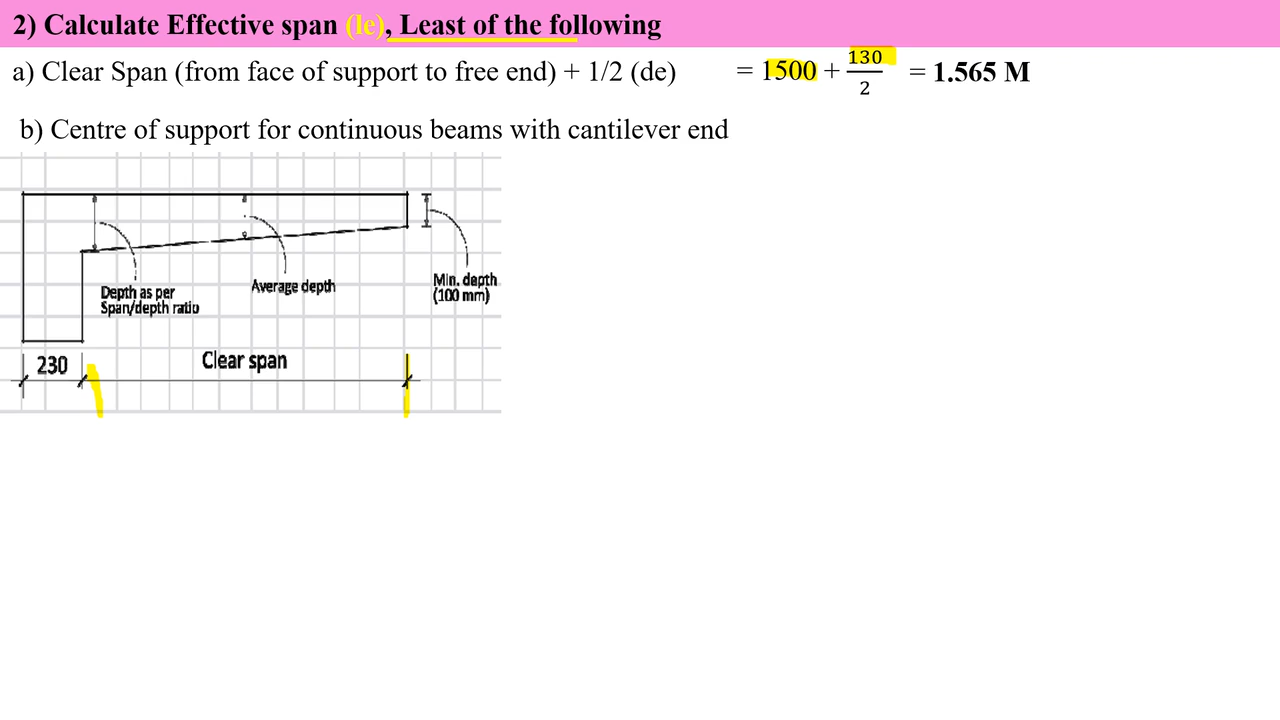 2) Calculate Effective span (le), Least of the following
a) Clear Span (from face of support to free end) + 1/2 (de) = 1500 + 130/2 = 1.565 M
b) Centre of support for continuous beams with cantilever end
Depth as per
Span/depth ratio
Average depth
Min. depth
(100 mm)
230
Clear span